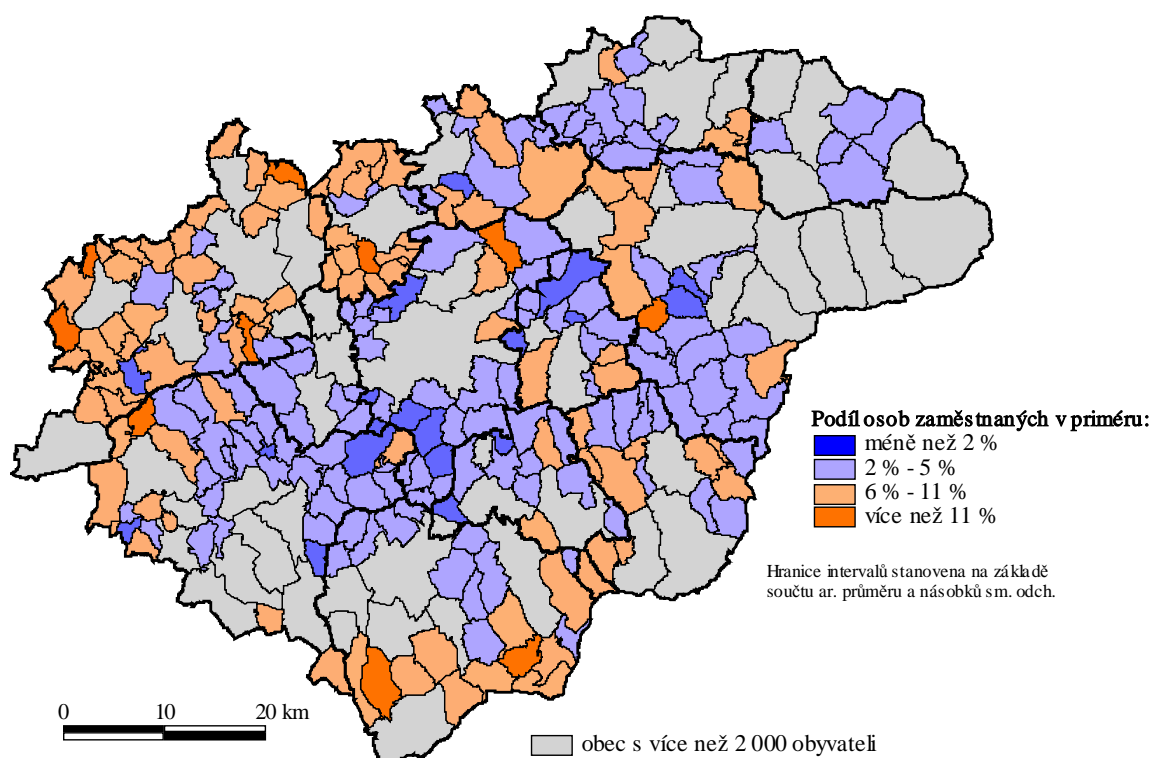 Podíl osob zaměstnaných v priméru:
méně než 2 %
2 % - 5 %
6 % - 11 %
více než 11 %
Hranice intervalů stanovena na základě
součtu ar. průměru a násobků sm. odch.
0 10 20 km
obec s více než 2 000 obyvateli